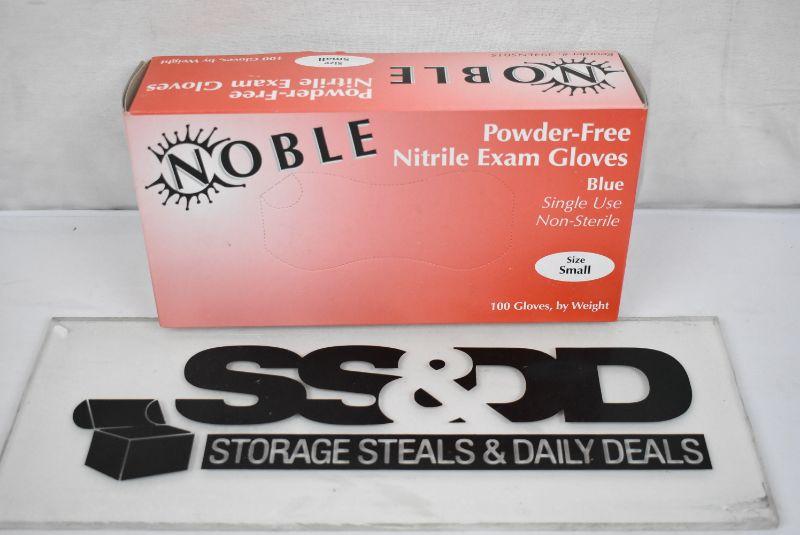 100 Gloves, by Weight
Size
Small
Powder-Free
Nitrile Exam Gloves
NOBLE
Reorder #
NOBLE
Powder-Free
Nitrile Exam Gloves
Blue
Single Use
Non-Sterile
Size
Small
100 Gloves, by Weight
SS&DD
STORAGE STEALS & DAILY DEALS